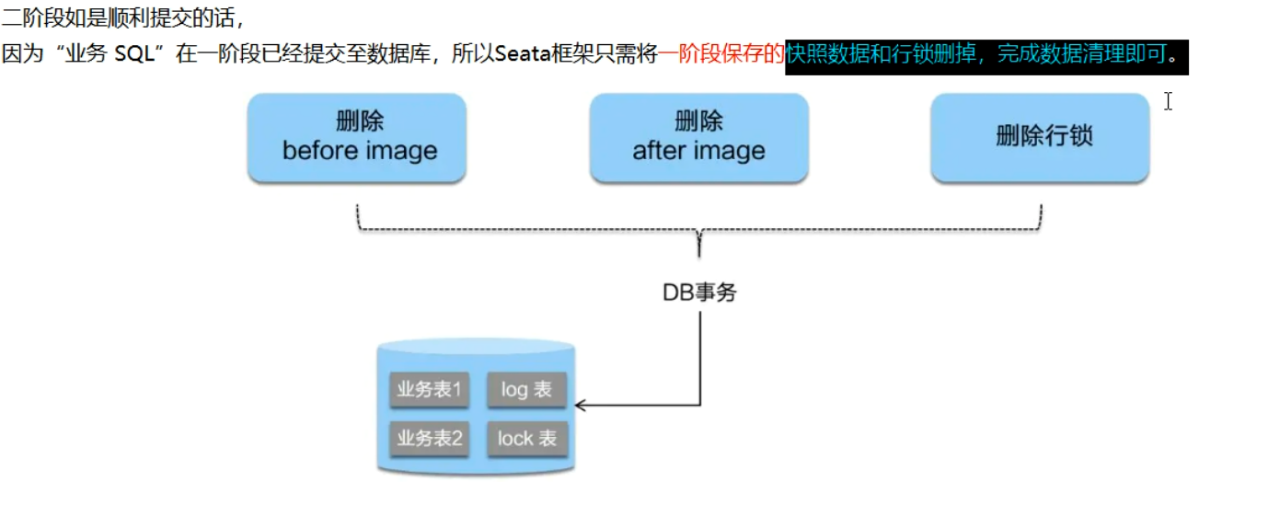 二阶段如是顺利提交的话，
因为“业务 SQL”在一阶段已经提交至数据库，所以Seata框架只需将一阶段保存的快照数据和行锁删掉，完成数据清理即可。
删除
before image
删除
after image
删除行锁
DB事务
业务表1
log 表
业务表2
lock 表